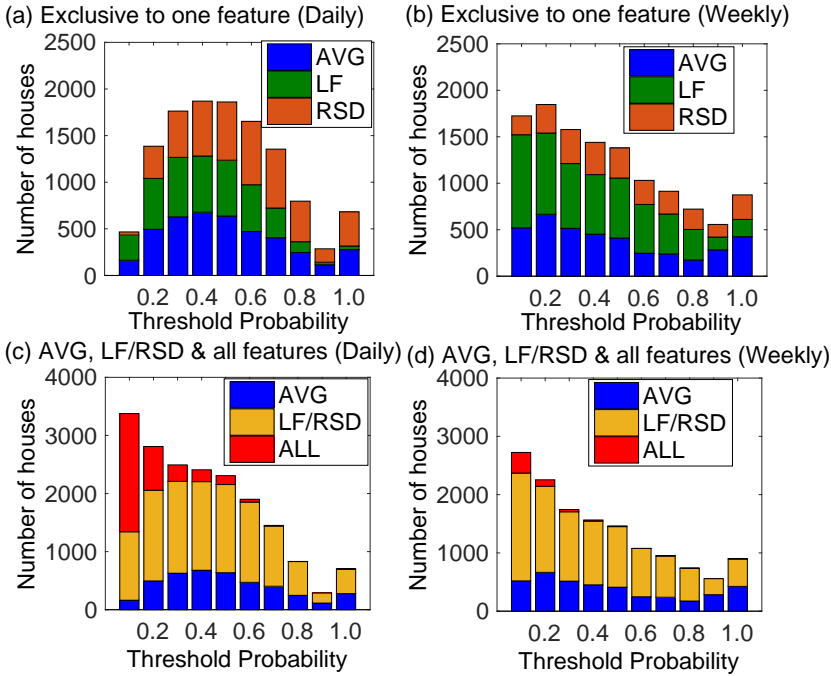 (a) Exclusive to one feature (Daily)
2500
2000
1500
1000
500
0
Number of houses
AVG
LF
RSD
0.2 0.4 0.6 0.8 1.0
Threshold Probability
(b) Exclusive to one feature (Weekly)
2500
2000
1500
1000
500
0
Number of houses
AVG
LF
RSD
0.2 0.4 0.6 0.8 1.0
Threshold Probability
(c) AVG, LF/RSD & all features (Daily)
4000
3000
2000
1000
0
Number of houses
AVG
LF/RSD
ALL
0.2 0.4 0.6 0.8 1.0
Threshold Probability
(d) AVG, LF/RSD & all features (Weekly)
4000
3000
2000
1000
0
Number of houses
AVG
LF/RSD
ALL
0.2 0.4 0.6 0.8 1.0
Threshold Probability